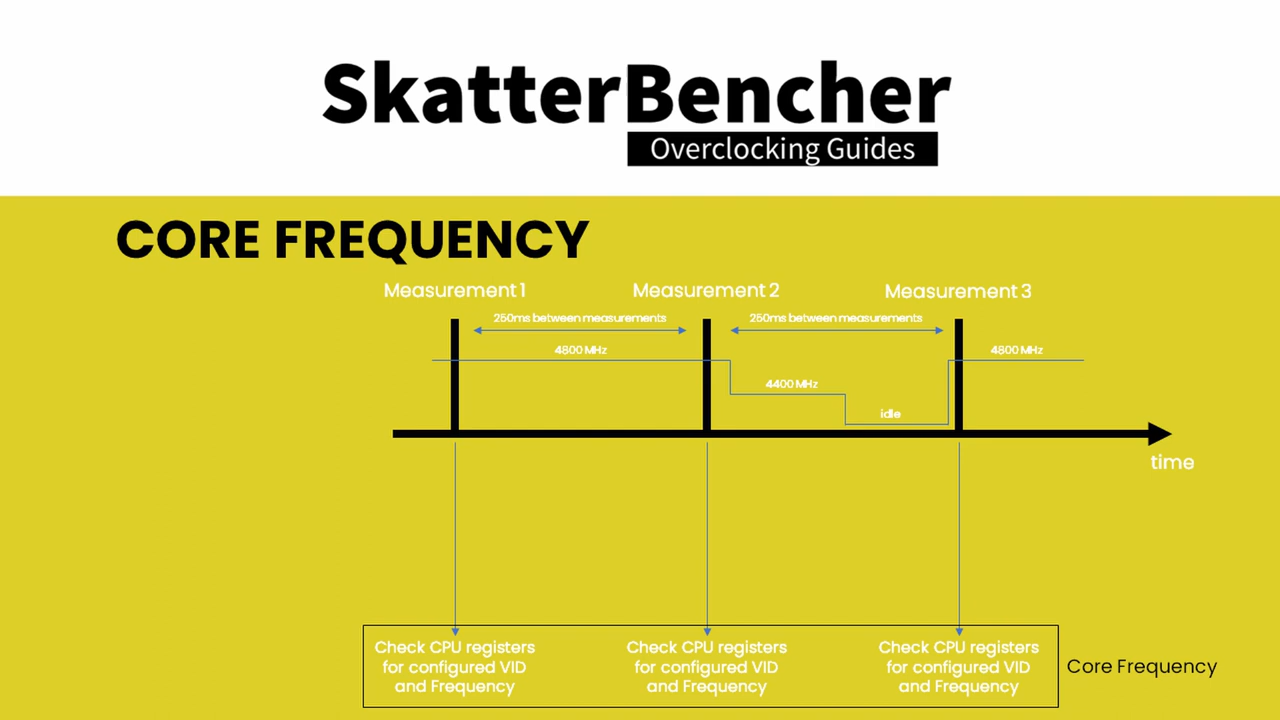 SkatterBencher
Overclocking Guides
CORE FREQUENCY
Measurement 1
Measurement 2
Measurement 3
250ms between measurements
250ms between measurements
4800 MHz
4800 MHz
4400 MHz
idle
time
Check CPU registers
for configured VID
and Frequency
Check CPU registers
for configured VID
and Frequency
Check CPU registers
for configured VID
and Frequency
Core Frequency